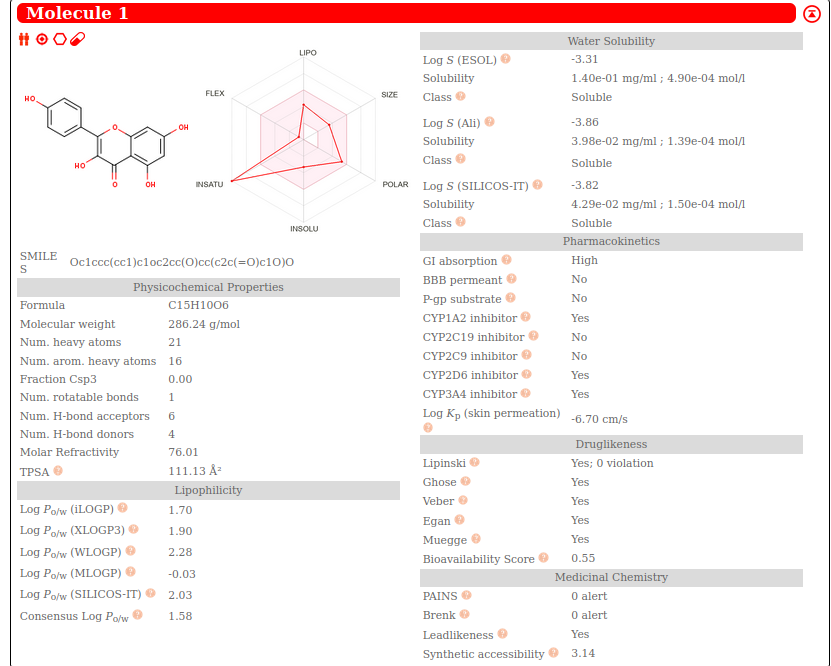 Molecule 1
LIPO
FLEX
SIZE
HO
O
OH
HO
O
OH
INSATU
POLAR
INSOLU
SMILE
S
Oc1ccc(cc1)c1oc2cc(O)cc(c2c(=O)c1O)O
Physicochemical Properties
Formula C15H10O6
Molecular weight 286.24 g/mol
Num. heavy atoms 21
Num. arom. heavy atoms 16
Fraction Csp3 0.00
Num. rotatable bonds 1
Num. H-bond acceptors 6
Num. H-bond donors 4
Molar Refractivity 76.01
TPSA ? 111.13 Å²
Lipophilicity
Log Po/w (iLOGP) ? 1.70
Log Po/w (XLOGP3) ? 1.90
Log Po/w (WLOGP) ? 2.28
Log Po/w (MLOGP) ? -0.03
Log Po/w (SILICOS-IT) ? 2.03
Consensus Log Po/w ? 1.58
Water Solubility
Log S (ESOL) ? -3.31
Solubility 1.40e-01 mg/ml ; 4.90e-04 mol/l
Class ? Soluble
Log S (Ali) ? -3.86
Solubility 3.98e-02 mg/ml ; 1.39e-04 mol/l
Class ? Soluble
Log S (SILICOS-IT) ? -3.82
Solubility 4.29e-02 mg/ml ; 1.50e-04 mol/l
Class ? Soluble
Pharmacokinetics
GI absorption ? High
BBB permeant ? No
P-gp substrate ? No
CYP1A2 inhibitor ? Yes
CYP2C19 inhibitor ? No
CYP2C9 inhibitor ? No
CYP2D6 inhibitor ? Yes
CYP3A4 inhibitor ? Yes
Log Kp (skin permeation) ? -6.70 cm/s
Druglikeness
Lipinski ? Yes; 0 violation
Ghose ? Yes
Veber ? Yes
Egan ? Yes
Muegge ? Yes
Bioavailability Score ? 0.55
Medicinal Chemistry
PAINS ? 0 alert
Brenk ? 0 alert
Leadlikeness ? Yes
Synthetic accessibility ? 3.14